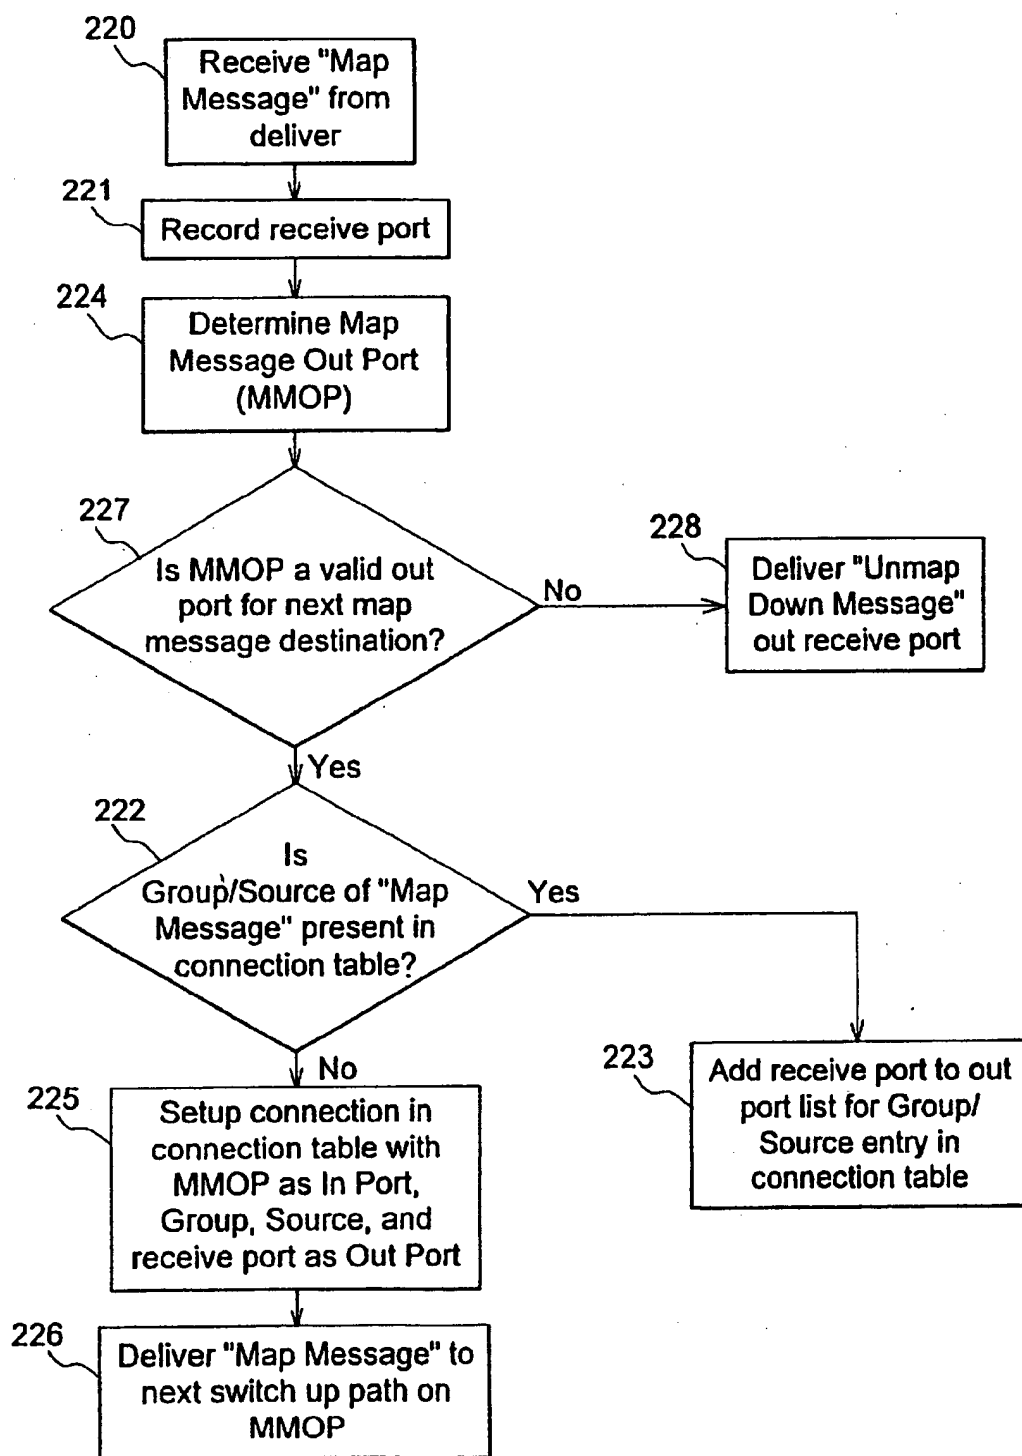 220
Receive "Map
Message" from
deliver
221
Record receive port
224
Determine Map
Message Out Port
(MMOP)
227
Is MMOP a valid out
port for next map
message destination?
No
228
Deliver "Unmap
Down Message"
out receive port
Yes
222
Is
Group/Source of "Map
Message" present in
connection table?
Yes
No
223
Add receive port to out
port list for Group/
Source entry in
connection table
225
Setup connection in
connection table with
MMOP as In Port,
Group, Source, and
receive port as Out Port
226
Deliver "Map Message" to
next switch up path on
MMOP